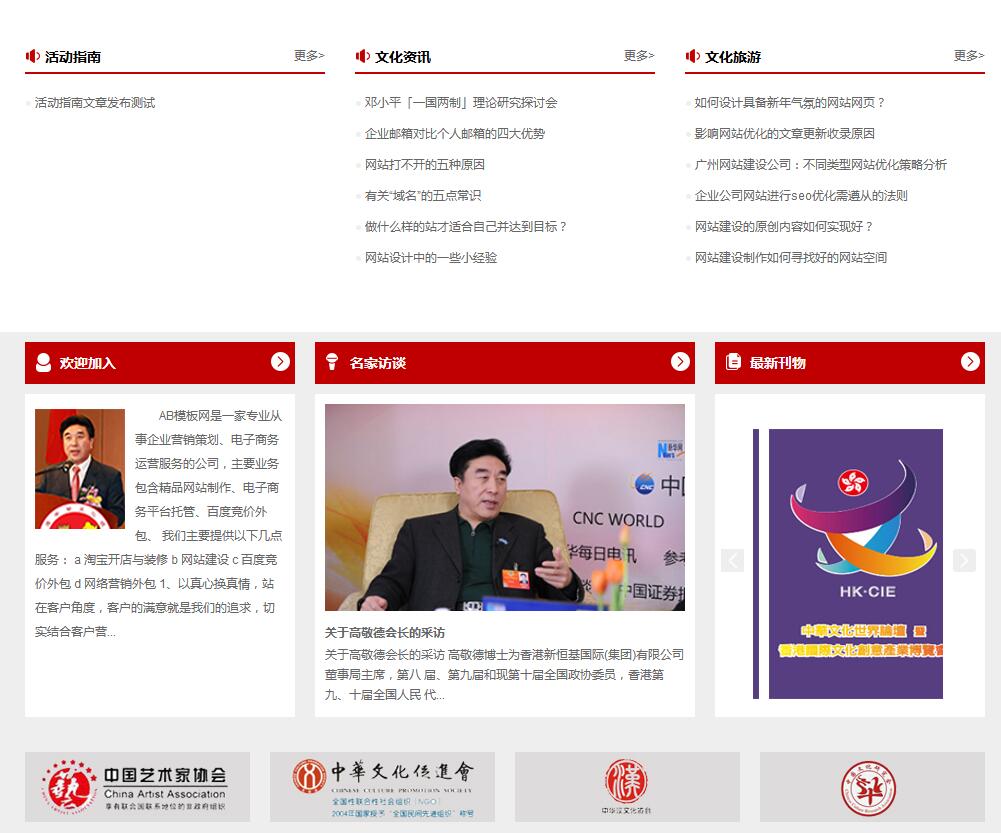 活动指南
更多>
活动指南文章发布测试
文化资讯
更多>
邓小平「一国两制」理论研究探讨会
企业邮箱对比个人邮箱的四大优势
网站打不开的五种原因
有关“域名”的五点常识
做什么样的站才适合自己并达到目标？
网站设计中的一些小经验
文化旅游
更多>
如何设计具备新年气氛的网站网页？
影响网站优化的文章更新收录原因
广州网站建设公司：不同类型网站优化策略分析
企业公司网站进行seo优化需遵从的法则
网站建设的原创内容如何实现好？
网站建设制作如何寻找好的网站空间
欢迎加入
AB模板网是一家专业从
事企业营销策划、电子商务
运营服务的公司，主要业务
包含精品网站制作、电子商
务平台托管、百度竞价外
包、 我们主要提供以下几点
服务： a 淘宝开店与装修 b 网站建设 c 百度竞
价外包 d 网络营销外包 1、以真心换真情，站
在客户角度，客户的满意就是我们的追求，切
实结合客户营...
名家访谈
新华网
News
CNC 中国
CNC WORLD
华每日电讯 参考
中国证券报
关于高敬德会长的采访
关于高敬德会长的采访 高敬德博士为香港新恒基国际(集团)有限公司
董事局主席，第八 届、第九届和现第十届全国政协委员，香港第
九、十届全国人民 代...
最新刊物
HK·CIE
中華文化世界論壇 暨
香港國際文化創意產業博覽會
藝
中国艺术家协会
China Artist Association
享有联合国联系地位的非政府组织
中華文化促進會
CHINESE CULTURE PROMOTION SOCIETY
全国性联合性社会组织（NGO）
2004年国家授予“全国民间先进组织”称号
漢